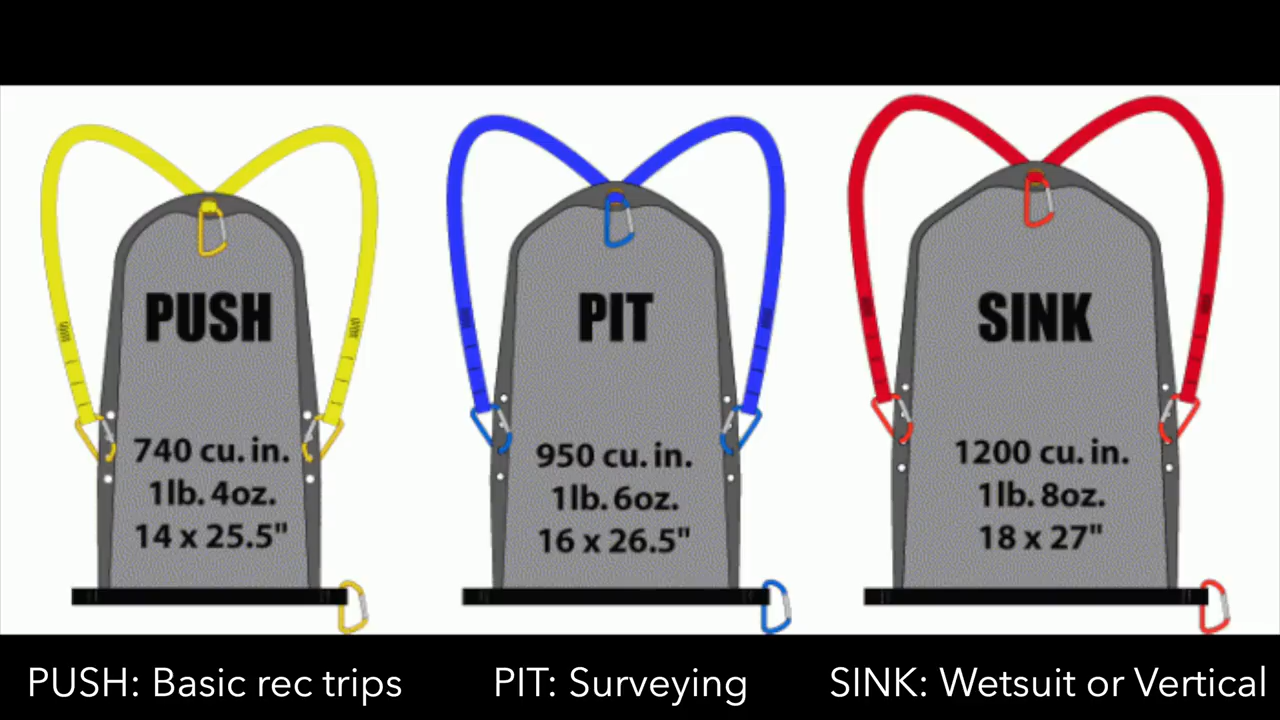 PUSH
740 cu. in.
1lb. 4oz.
14 x 25.5"
PIT
950 cu. in.
1lb. 6oz.
16 x 26.5"
SINK
1200 cu. in.
1lb. 8oz.
18 x 27"
PUSH: Basic rec trips
PIT: Surveying
SINK: Wetsuit or Vertical